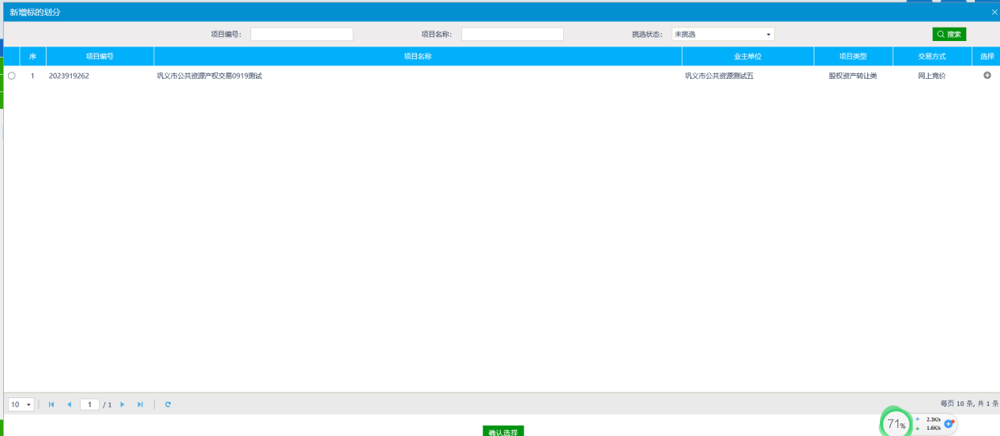 新增标的划分
项目编号: 项目名称: 挑选状态: 未挑选 搜索
序 项目编号 项目名称 业主单位 项目类型 交易方式 选择
1 2023919262 巩义市公共资源产权交易0919测试 巩义市公共资源测试五 股权资产转让类 网上竞价
10 1 / 1 每页 10 条, 共 1 条
71% ↑ 2.3K/s
↓ 1.6K/s
确认选择